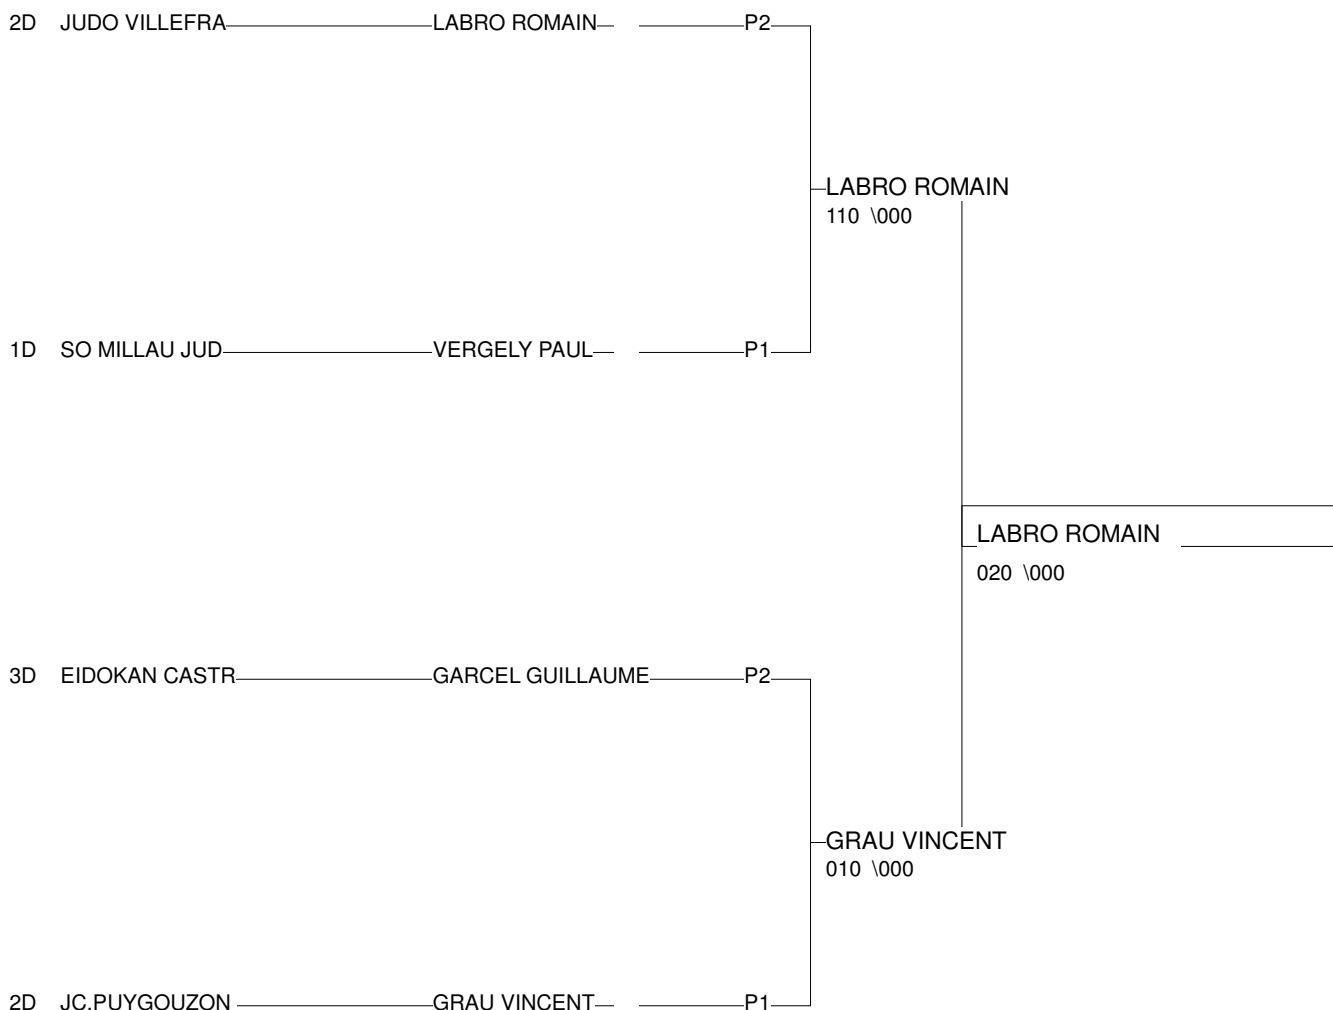 2D JUDO VILLEFRA LABRO ROMAIN P2
LABRO ROMAIN
110 \000
1D SO MILLAU JUD VERGELY PAUL P1
LABRO ROMAIN
020 \000
3D EIDOKAN CASTR GARCEL GUILLAUME P2
GRAU VINCENT
010 \000
2D JC.PUYGOUZON GRAU VINCENT P1